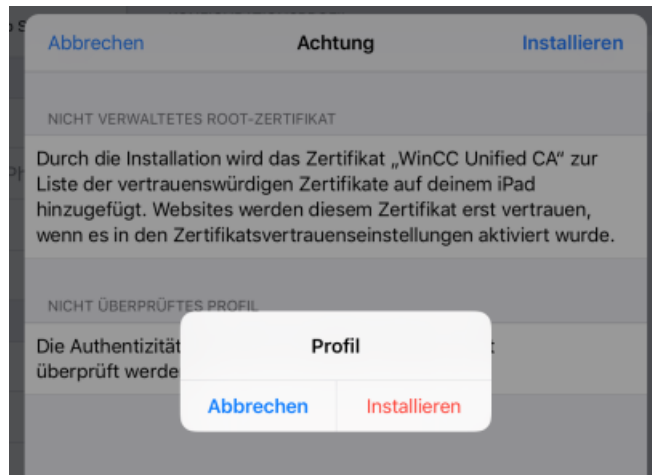 Abbrechen Achtung Installieren
NICHT VERWALTETES ROOT-ZERTIFIKAT
Durch die Installation wird das Zertifikat „WinCC Unified CA“ zur
Liste der vertrauenswürdigen Zertifikate auf deinem iPad
hinzugefügt. Websites werden diesem Zertifikat erst vertrauen,
wenn es in den Zertifikatsvertrauenseinstellungen aktiviert wurde.
NICHT ÜBERPRÜFTES PROFIL
Die Authentizität
überprüft
Profil
Abbrechen Installieren